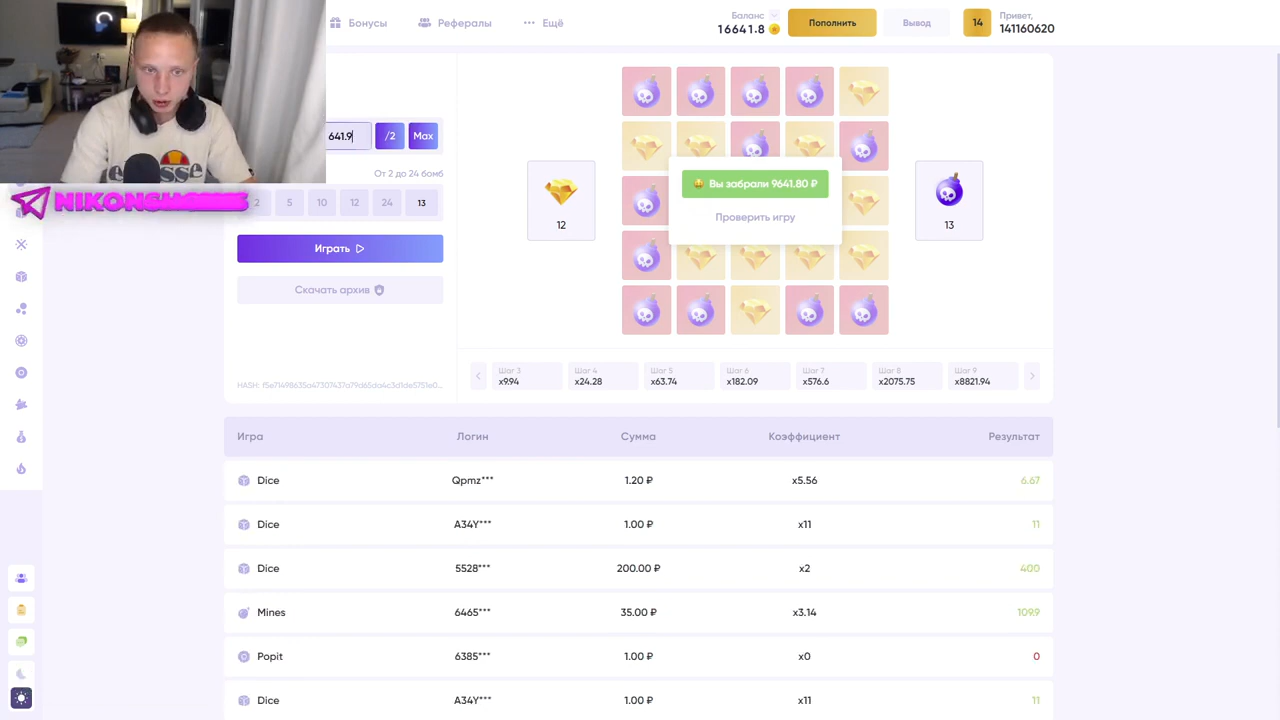 Бонусы
Рефералы
Ещё
Баланс
16641.8
Пополнить
Вывод
14
Привет,
141160620
641.9
/2
Max
От 2 до 24 бомб
2
5
10
12
24
13
Играть
Скачать архив
12
Вы забрали 9641.80 ₽
Проверить игру
13
Шаг 3
x9.94
Шаг 4
x24.28
Шаг 5
x63.74
Шаг 6
x182.09
Шаг 7
x576.6
Шаг 8
x2075.75
Шаг 9
x8821.94
Игра Логин Сумма Коэффициент Результат
Dice Qpmz*** 1.20 ₽ x5.56 6.67
Dice A34Y*** 1.00 ₽ x11 11
Dice 5528*** 200.00 ₽ x2 400
Mines 6465*** 35.00 ₽ x3.14 109.9
Popit 6385*** 1.00 ₽ x0 0
Dice A34Y*** 1.00 ₽ x11 11